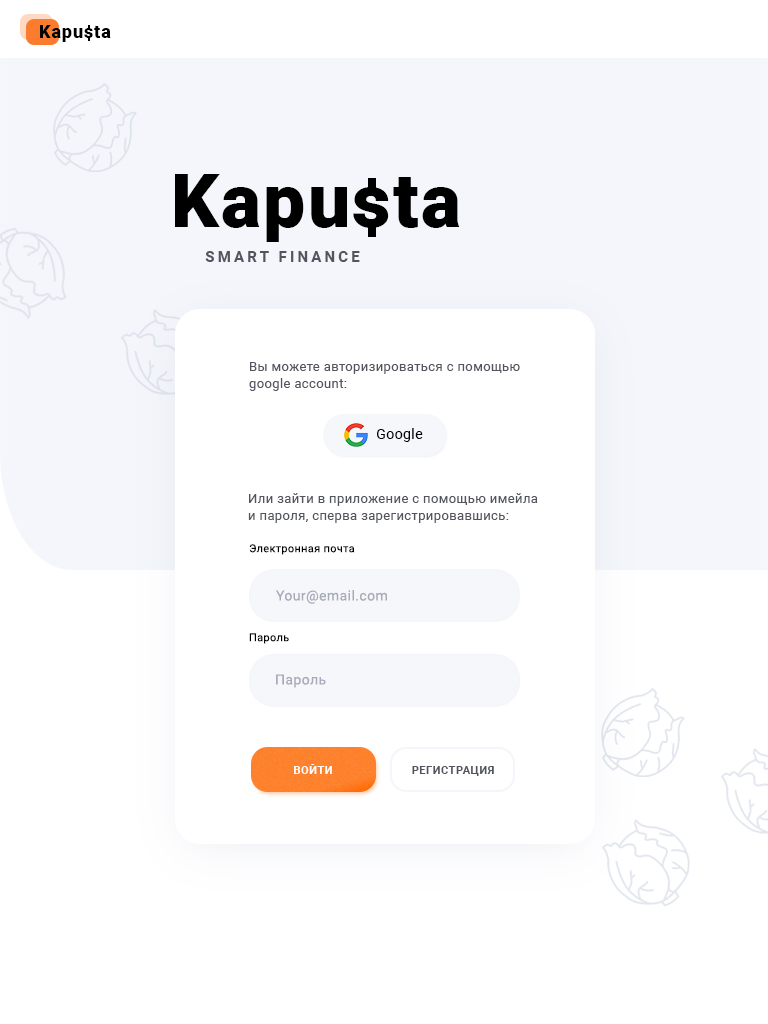 Kapu$ta
Kapu$ta
SMART FINANCE
Вы можете авторизироваться с помощью
google account:
Google
Или зайти в приложение с помощью имейла
и пароля, сперва зарегистрировавшись:
Электронная почта
Your@email.com
Пароль
Пароль
ВОЙТИ РЕГИСТРАЦИЯ